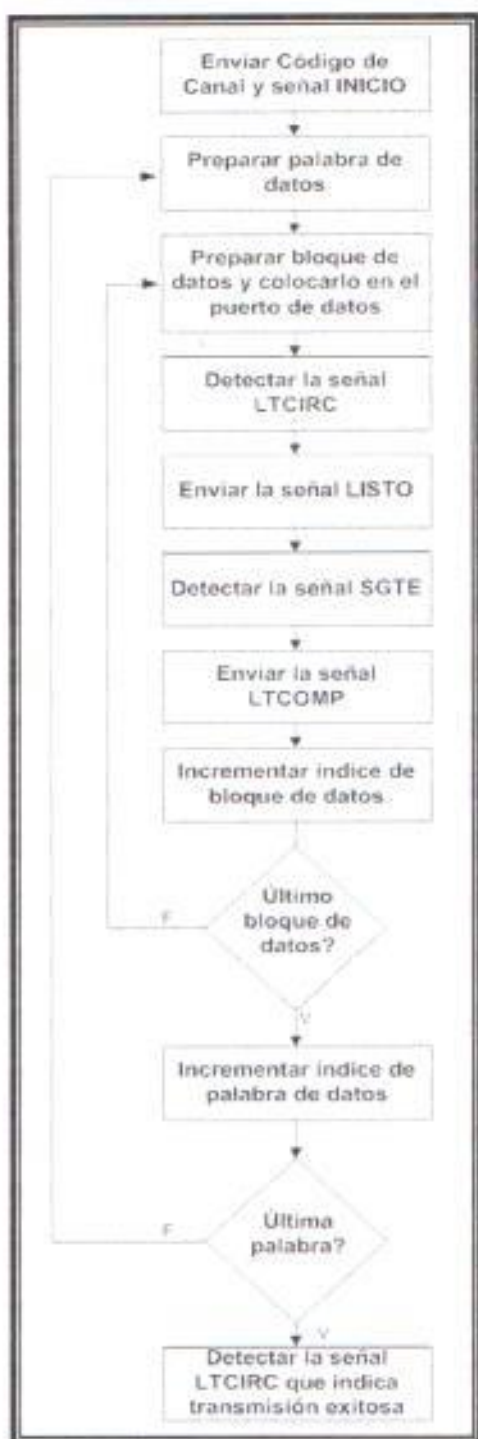 Enviar Código de
Canal y señal INICIO
Preparar palabra de
datos
Preparar bloque de
datos y colocarlo en el
puerto de datos
Detectar la señal
LTCIRC
Enviar la señal LISTO
Detectar la señal SGTE
Enviar la señal
LTCOMP
Incrementar indice de
bloque de datos
Último
bloque de
datos?
F
V
Incrementar indice de
palabra de datos
Última
palabra?
F
V
Detectar la señal
LTCIRC que indica
transmisión exitosa